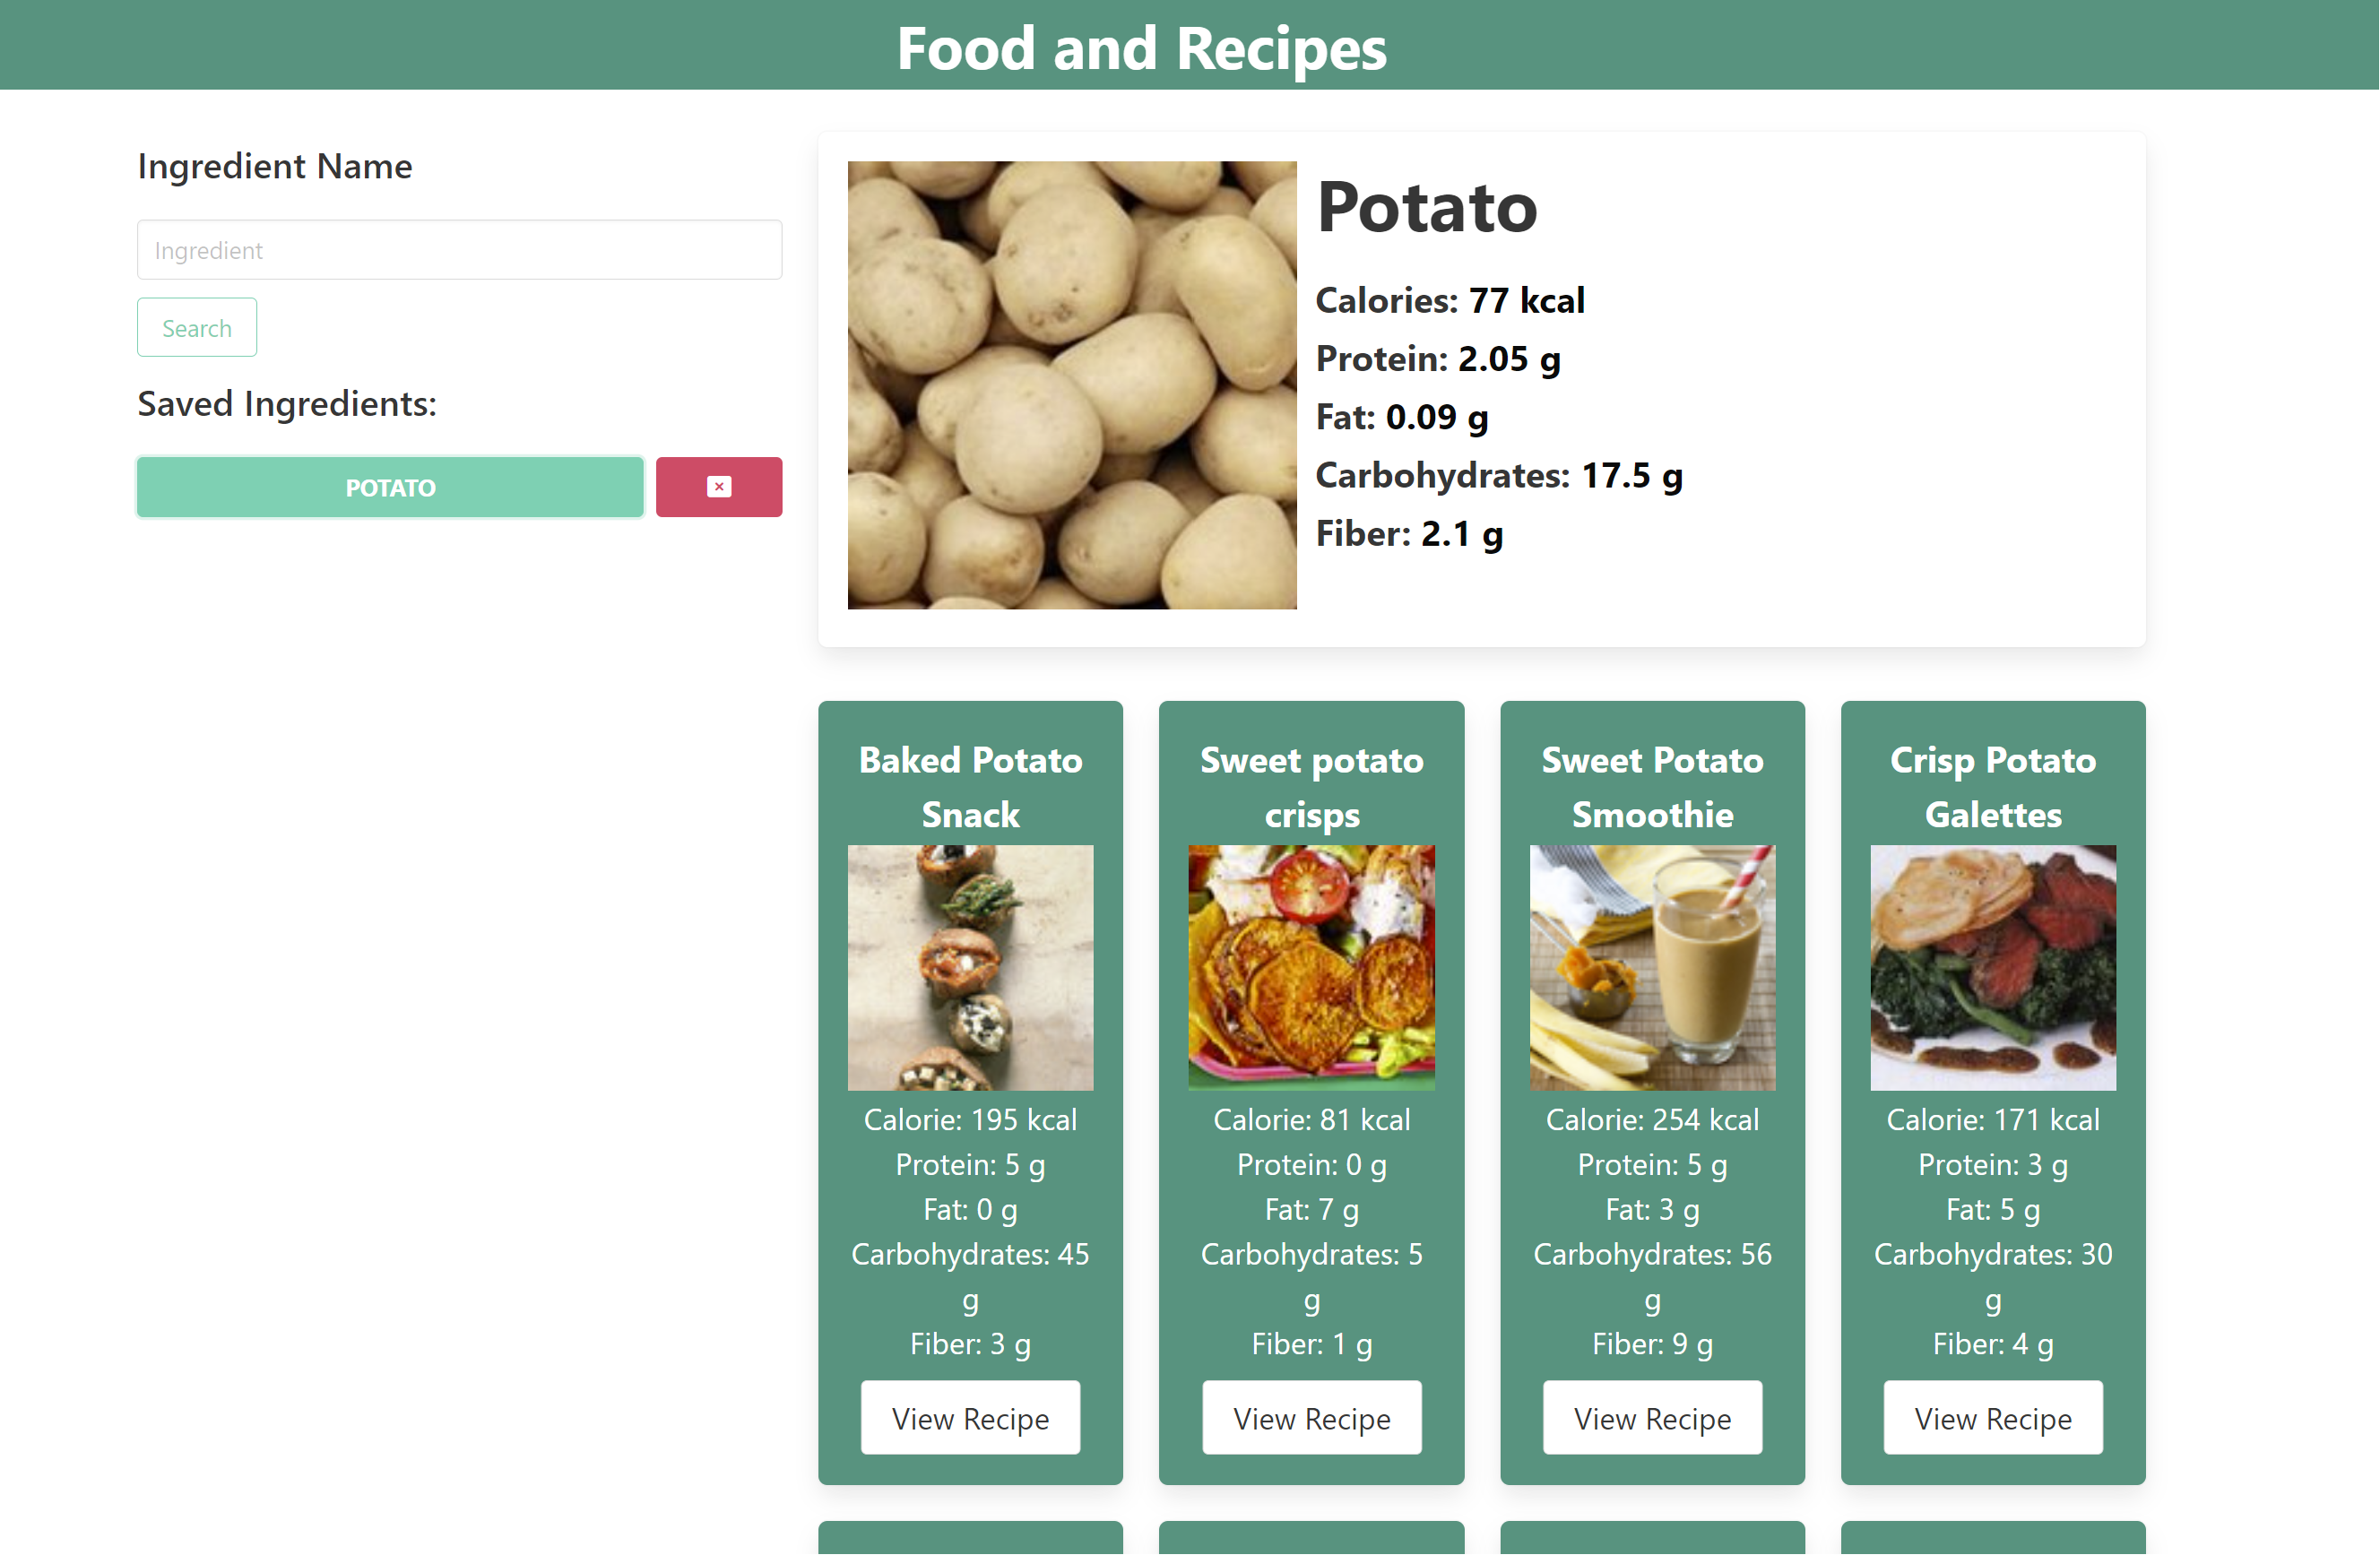 Food and Recipes
Ingredient Name
Ingredient
Search
Saved Ingredients:
POTATO
Potato
Calories: 77 kcal
Protein: 2.05 g
Fat: 0.09 g
Carbohydrates: 17.5 g
Fiber: 2.1 g
Baked Potato
Snack
Calorie: 195 kcal
Protein: 5 g
Fat: 0 g
Carbohydrates: 45
g
Fiber: 3 g
View Recipe
Sweet potato
crisps
Calorie: 81 kcal
Protein: 0 g
Fat: 7 g
Carbohydrates: 5
g
Fiber: 1 g
View Recipe
Sweet Potato
Smoothie
Calorie: 254 kcal
Protein: 5 g
Fat: 3 g
Carbohydrates: 56
g
Fiber: 9 g
View Recipe
Crisp Potato
Galettes
Calorie: 171 kcal
Protein: 3 g
Fat: 5 g
Carbohydrates: 30
g
Fiber: 4 g
View Recipe